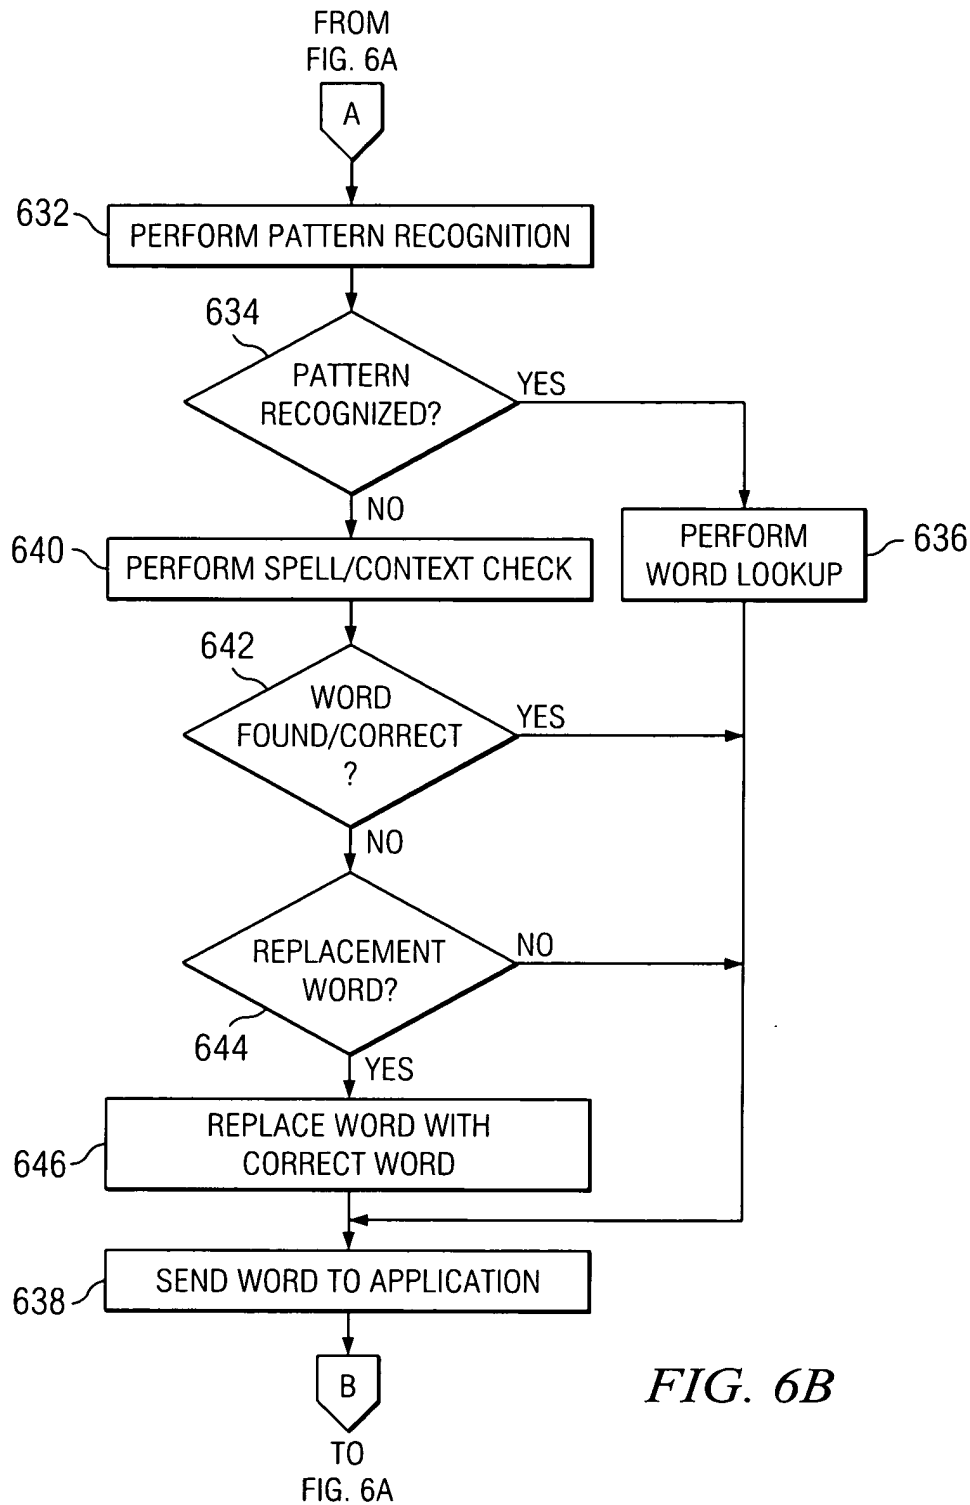 FROM
FIG. 6A
A
632
PERFORM PATTERN RECOGNITION
634
PATTERN
RECOGNIZED?
YES
NO
640
PERFORM SPELL/CONTEXT CHECK
PERFORM
WORD LOOKUP
636
642
WORD
FOUND/CORRECT
?
YES
NO
REPLACEMENT
WORD?
NO
644
YES
REPLACE WORD WITH
CORRECT WORD
646
SEND WORD TO APPLICATION
638
B
TO
FIG. 6A
FIG. 6B